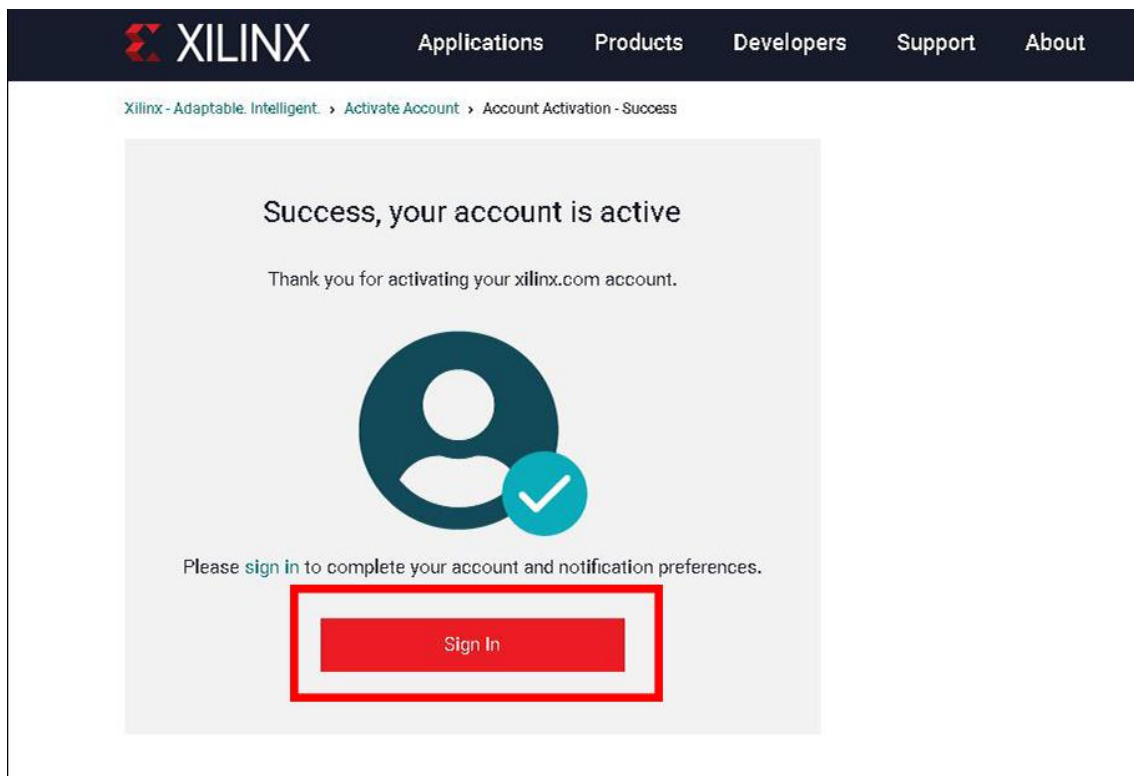 XILINX Applications Products Developers Support About
Xilinx - Adaptable. Intelligent. › Activate Account › Account Activation - Success
Success, your account is active
Thank you for activating your xilinx.com account.
Please sign in to complete your account and notification preferences.
Sign In